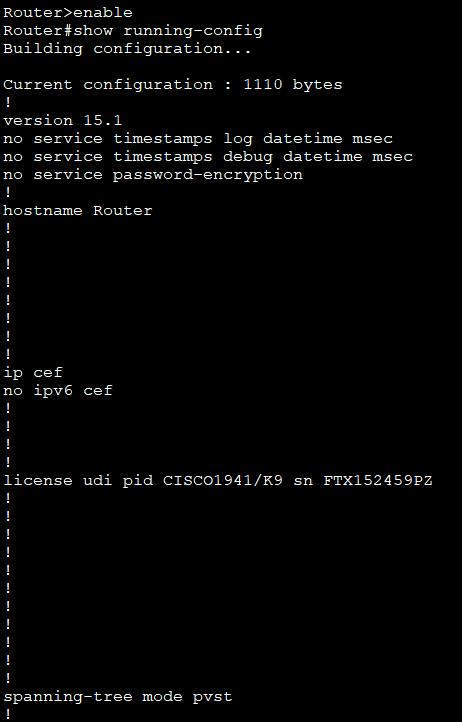 Router>enable
Router#show running-config
Building configuration...
Current configuration : 1110 bytes
!
version 15.1
no service timestamps log datetime msec
no service timestamps debug datetime msec
no service password-encryption
!
hostname Router
!
!
!
!
!
!
!
!
ip cef
no ipv6 cef
!
!
!
!
license udi pid CISCO1941/K9 sn FTX152459PZ
!
!
!
!
!
!
!
!
!
!
!
spanning-tree mode pvst
!